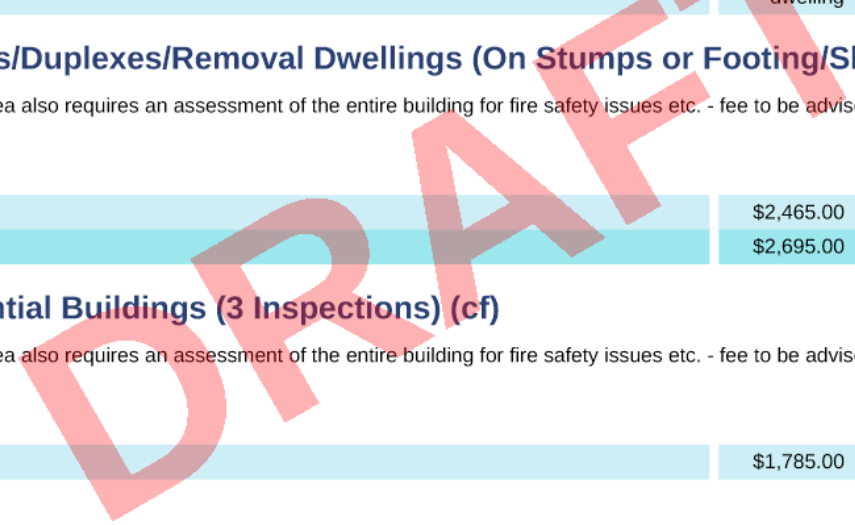 dwelling
s/Duplexes/Removal Dwellings (On Stumps or Footing/Sl
ea also requires an assessment of the entire building for fire safety issues etc. - fee to be advise
$2,465.00
$2,695.00
ntial Buildings (3 Inspections) (cf)
ea also requires an assessment of the entire building for fire safety issues etc. - fee to be advise
$1,785.00
DRAFT